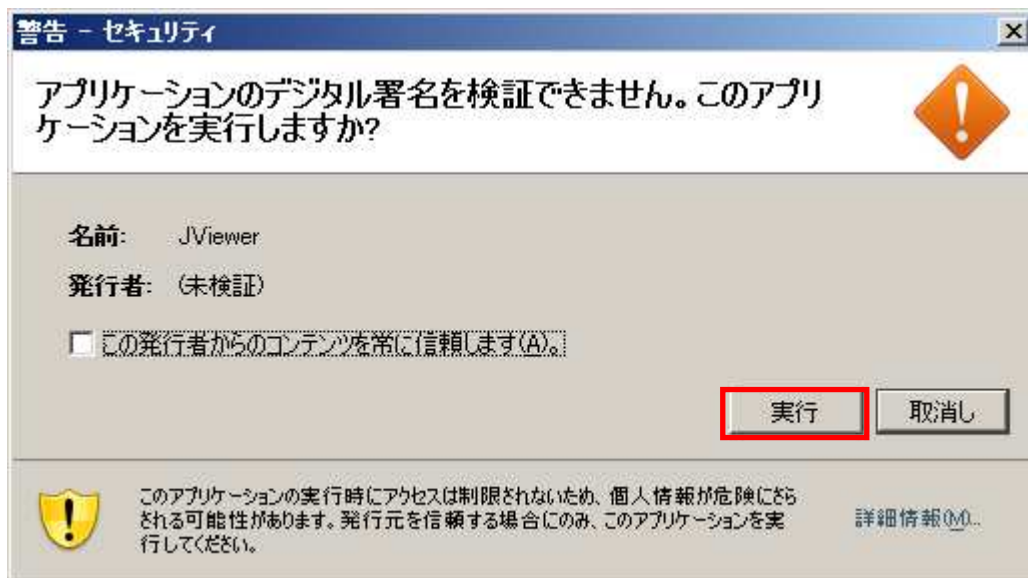 警告 - セキュリティ
アプリケーションのデジタル署名を検証できません。このアプリ
ケーションを実行しますか?
名前: JViewer
発行者: (未検証)
この発行者からのコンテンツを常に信頼します(A)。
実行 取消し
このアプリケーションの実行時にアクセスは制限されないため、個人情報が危険にさら
される可能性があります。発行元を信頼する場合にのみ、このアプリケーションを実
行してください。
詳細情報(M)...